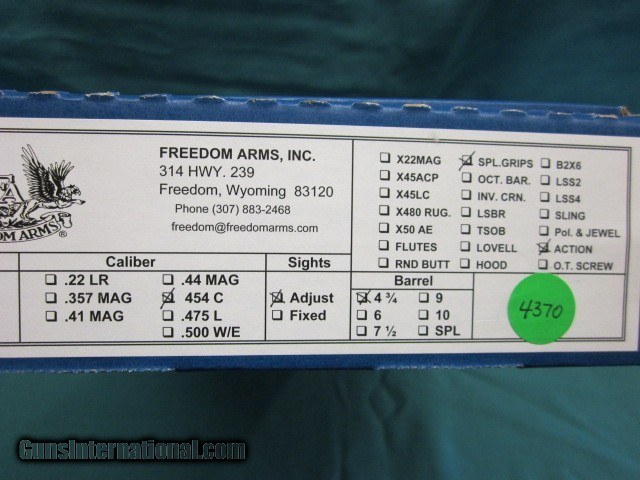 FREEDOM ARMS, INC.
314 HWY. 239
Freedom, Wyoming 83120
Phone (307) 883-2468
freedom@freedomarms.com
DOM ARMS ®
X22MAG SPL.GRIPS B2X6
X45ACP OCT. BAR. LSS2
X45LC INV. CRN. LSS4
X480 RUG. LSBR SLING
X50 AE TSOB Pol. & JEWEL
FLUTES LOVELL ACTION
RND BUTT HOOD O.T. SCREW
Caliber Sights Barrel
.22 LR .44 MAG Adjust 4 ¾ 9
.357 MAG 454 C Fixed 6 10
.41 MAG .475 L 7 ½ SPL
.500 W/E
4370
GunsInternational.com